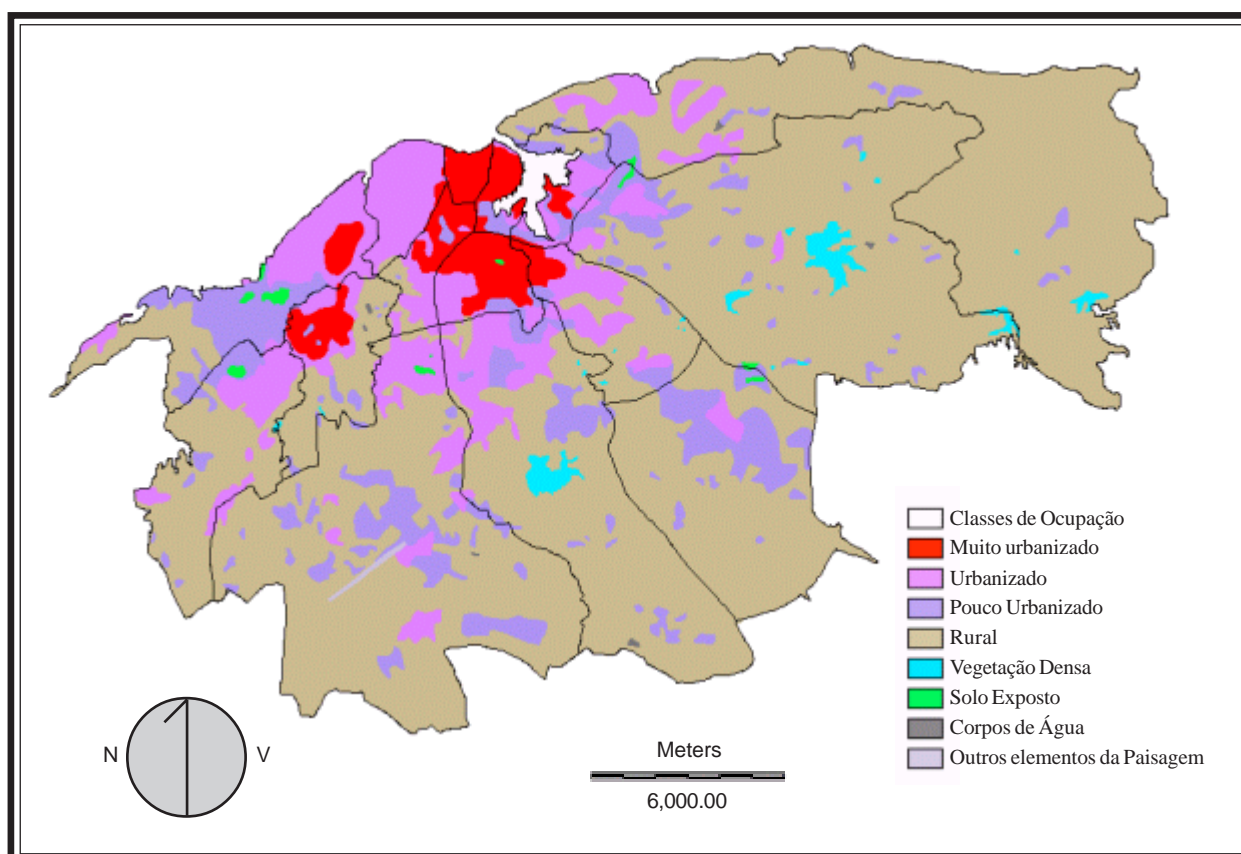 Classes de Ocupação
Muito urbanizado
Urbanizado
Pouco Urbanizado
Rural
Vegetação Densa
Solo Exposto
Corpos de Água
Outros elementos da Paisagem
N V
Meters
6,000.00